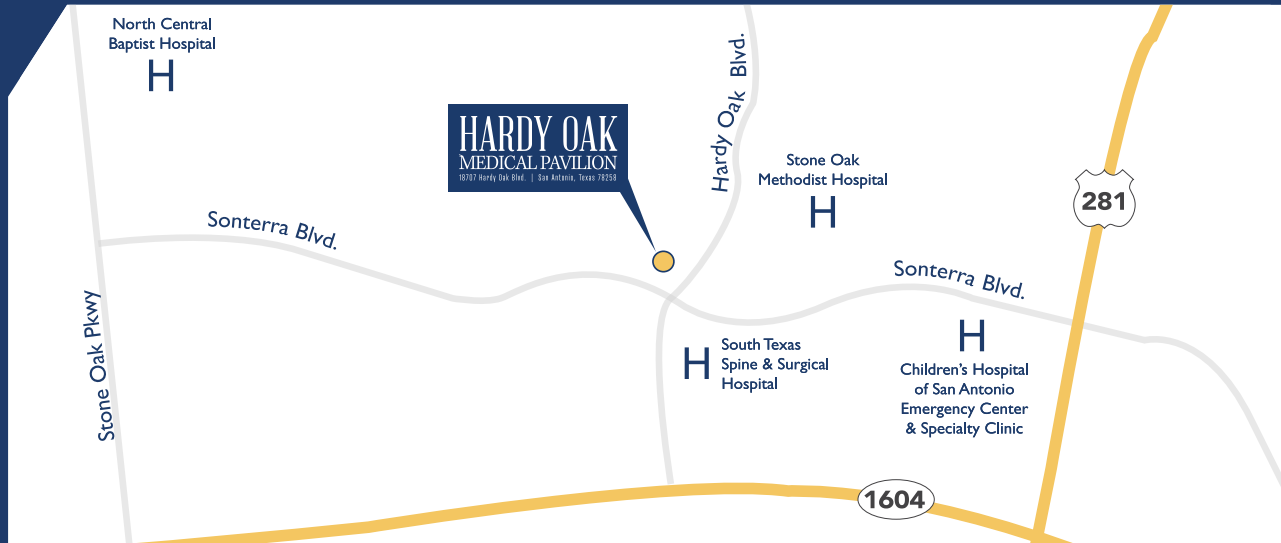 North Central
Baptist Hospital
H
HARDY OAK
MEDICAL PAVILION
18707 Hardy Oak Blvd. | San Antonio, Texas 78258
Hardy Oak Blvd.
Stone Oak
Methodist Hospital
H
281
Sonterra Blvd.
Sonterra Blvd.
Stone Oak Pkwy
H
South Texas
Spine & Surgical
Hospital
H
Children’s Hospital
of San Antonio
Emergency Center
& Specialty Clinic
1604